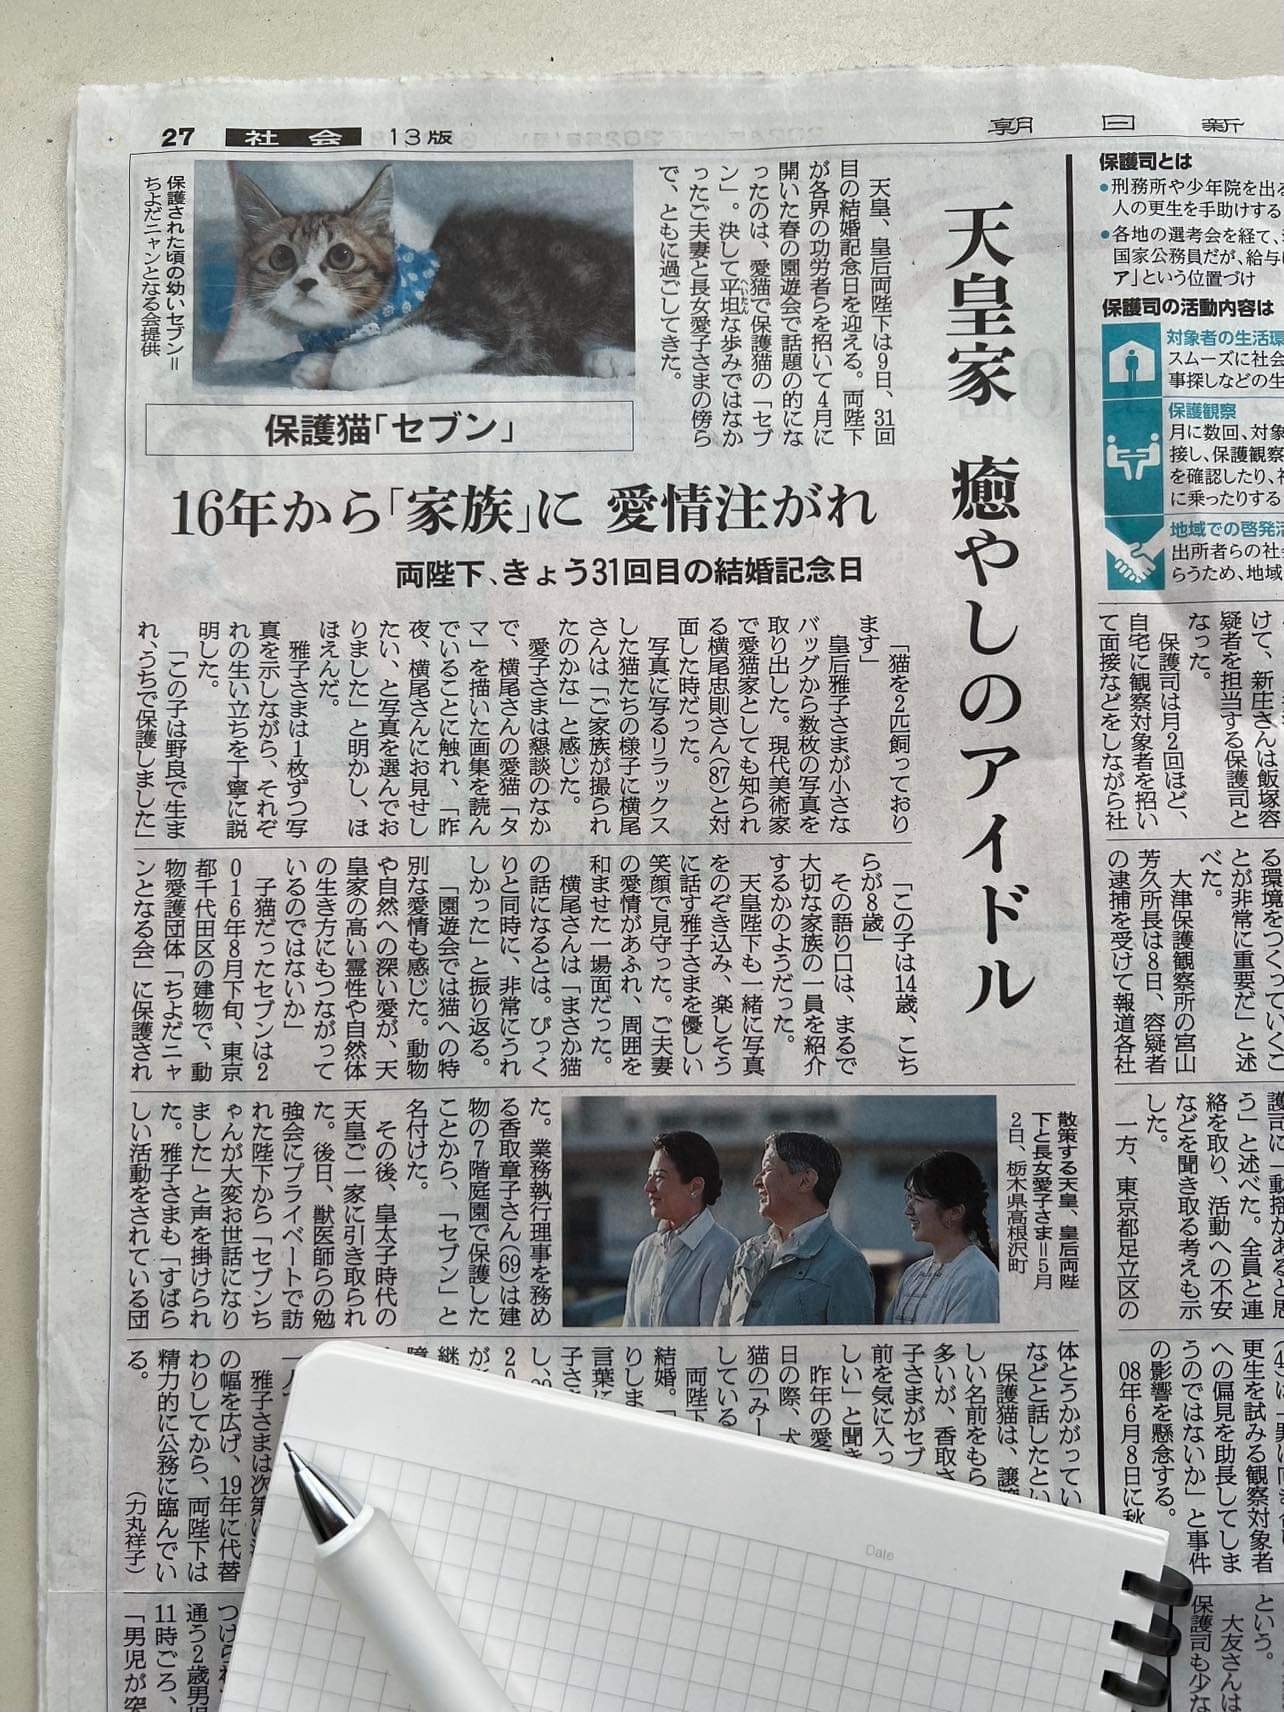 27
社会
13版
朝日新
天皇家 癒やしのアイドル
保護された頃の幼いセブン＝
ちよだニャンとなる会提供
保護猫「セブン」
16年から「家族」に 愛情注がれ
両陛下、きょう31回目の結婚記念日
天皇、皇后両陛下は9日、31回
目の結婚記念日を迎える。両陛下
が各界の功労者らを招いて4月に
開いた春の園遊会で話題の的にな
ったのは、愛猫で保護猫の「セブ
ン」。決して平坦な歩みではなか
へいたん
ったご夫妻と長女愛子さまの傍ら
で、ともに過ごしてきた。
「猫を2匹飼っており
ます」
皇后雅子さまが小さな
バッグから数枚の写真を
取り出した。現代美術家
で愛猫家としても知られ
る横尾忠則さん(87)と対
面した時だった。
写真に写るリラックス
した猫たちの様子に横尾
さんは「ご家族が撮られ
たのかな」と感じた。
愛子さまは懇談のなか
で、横尾さんの愛猫「タ
マ」を描いた画集を読ん
でいることに触れ、「昨
夜、横尾さんにお見せし
たい、と写真を選んでお
りました」と明かし、ほ
ほえんだ。
雅子さまは1枚ずつ写
真を示しながら、それぞ
れの生い立ちを丁寧に説
明した。
「この子は野良で生ま
れ、うちで保護しました」
「この子は14歳、こち
らが8歳」
その語り口は、まるで
大切な家族の一員を紹介
するかのようだった。
天皇陛下も一緒に写真
をのぞき込み、楽しそう
に話す雅子さまを優しい
笑顔で見守った。ご夫妻
の愛情があふれ、周囲を
和ませた一場面だった。
横尾さんは「まさか猫
の話になるとは。びっく
りと同時に、非常にうれ
しかった」と振り返る。
「園遊会では猫への特
別な愛情も感じた。動物
や自然への深い愛が、天
皇家の高い霊性や自然体
の生き方にもつながって
いるのではないか」
子猫だったセブンは2
016年8月下旬、東京
都千代田区の建物で、動
物愛護団体「ちよだニャ
ンとなる会」に保護され
散策する天皇、皇后両陛
下と長女愛子さま＝5月
2日、栃木県高根沢町
た。業務執行理事を務め
る香取章子さん(69)は建
物の7階庭園で保護した
ことから、「セブン」と
名付けた。
その後、皇太子時代の
天皇ご一家に引き取られ
た。後日、獣医師らの勉
強会にプライベートで訪
れた陛下から「セブンち
ゃんが大変お世話になり
ました」と声を掛けられ
た。雅子さまも「すばら
しい活動をされている団
体とうかがってい
などと話したとい
保護猫は、譲渡
しい名前をもら
多いが、香取さ
子さまがセブ
前を気に入っ
しい」と聞き
昨年の愛
日の際、犬
猫の「みー
している
両陛下
結婚。「
りしま
言葉に
子さ
し、
継
雅子さまは次第に
の幅を広げ、19年に代替
わりしてから、両陛下は
精力的に公務に臨んでい
る。
(力丸祥子)
保護司とは
●刑務所や少年院を出る
人の更生を手助けする
●各地の選考会を経て、
国家公務員だが、給与は
ア」という位置づけ
保護司の活動内容は
対象者の生活環
スムーズに社会
事探しなどの生
保護観察
月に数回、対象
接し、保護観察
を確認したり、
に乗ったりする
地域での啓発活
出所者らの社会
らうため、地域
けて、新庄さんは飯塚容
疑者を担当する保護司と
なった。
保護司は月2回ほど、
自宅に観察対象者を招い
て面接などをしながら社
る環境をつくっていくこ
とが非常に重要だ」と述
べた。
大津保護観察所の宮山
芳久所長は8日、容疑者
の逮捕を受けて報道各社
護司に「動揺があると思
う」と述べた。全員と連
絡を取り、活動への不安
などを聞き取る考えも示
した。
一方、東京都足立区の
更生を試みる観察対象者
への偏見を助長してしま
うのではないか」と事件
の影響を懸念する。
08年6月8日に秋
という。
大友さんは
保護司も少な
通う2歳男児
11時ごろ、
「男児が突
Date